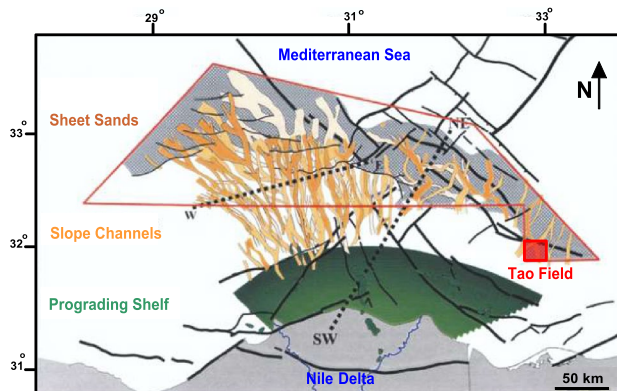 29°
31°
33°
Mediterranean Sea
N
Sheet Sands
33°
NE
E
W
Slope Channels
32°
Tao Field
Prograding Shelf
SW
31°
Nile Delta
50 km